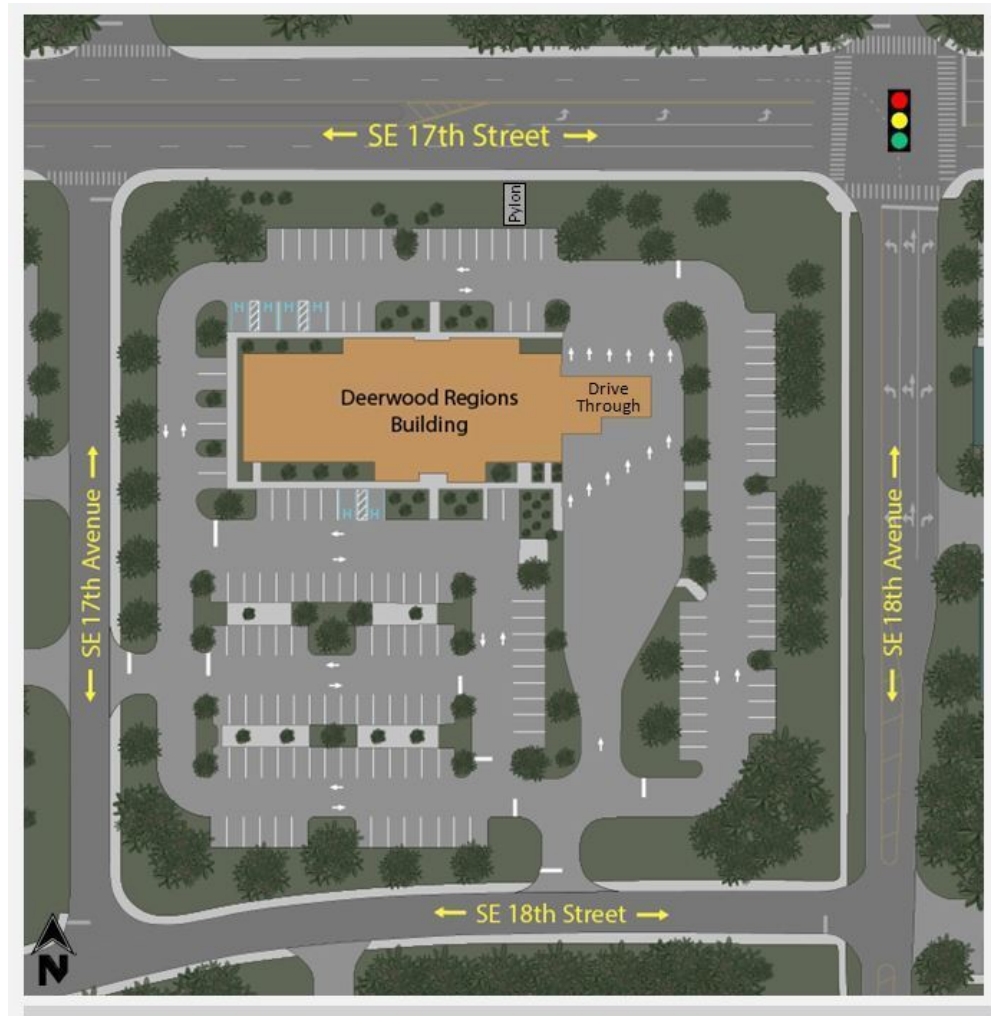 SE 17th Street
Pylon
H H H H
Deerwood Regions
Building
Drive
Through
H H
SE 17th Avenue
SE 18th Avenue
SE 18th Street
N